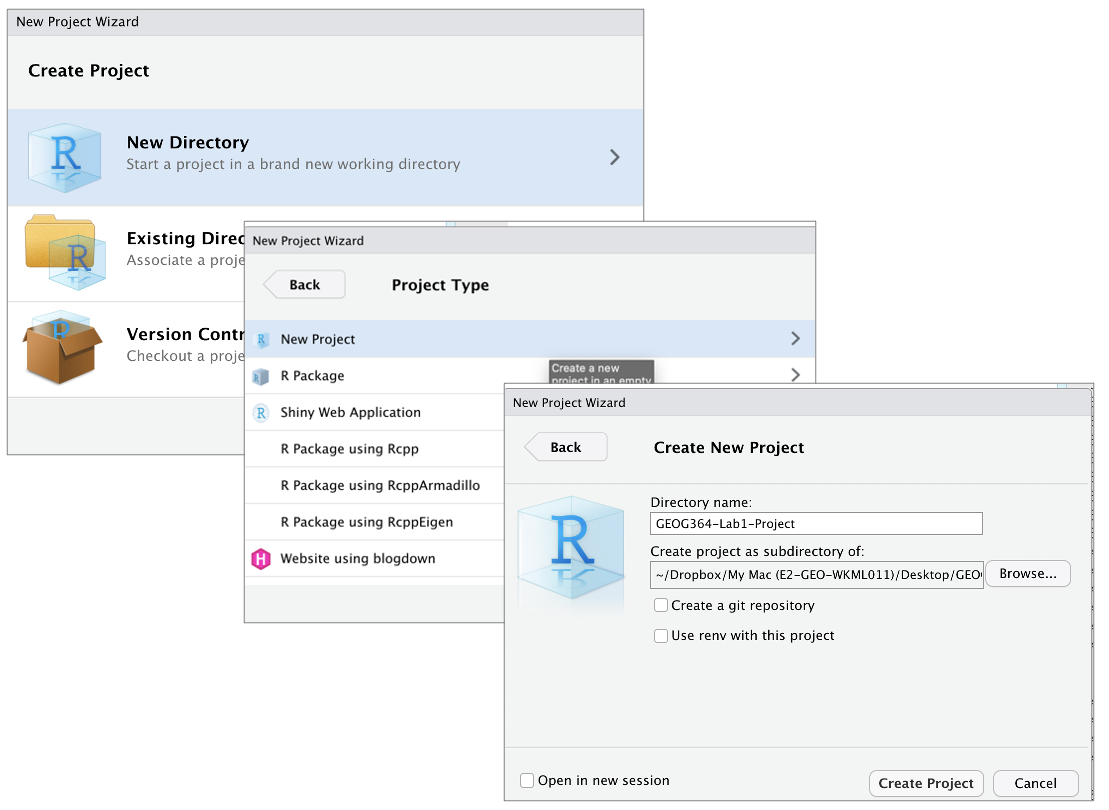 New Project Wizard
Create Project
New Directory
Start a project in a brand new working directory
Existing Direc
Associate a proje
Version Contr
Checkout a proje
New Project Wizard
Back
Project Type
New Project
R Package
Create a new
project in an empty
Shiny Web Application
R Package using Rcpp
R Package using RcppArmadillo
R Package using RcppEigen
Website using blogdown
New Project Wizard
Back
Create New Project
Directory name:
GEOG364-Lab1-Project
Create project as subdirectory of:
~/Dropbox/My Mac (E2-GEO-WKML011)/Desktop/GEO
Browse...
Create a git repository
Use renv with this project
Open in new session
Create Project
Cancel